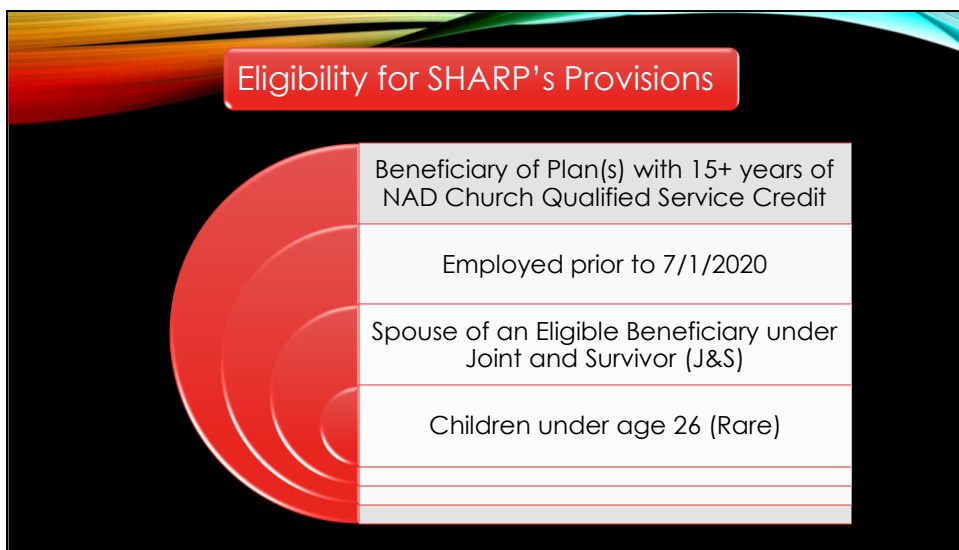 Eligibility for SHARP's Provisions
Beneficiary of Plan(s) with 15+ years of
NAD Church Qualified Service Credit
Employed prior to 7/1/2020
Spouse of an Eligible Beneficiary under
Joint and Survivor (J&S)
Children under age 26 (Rare)